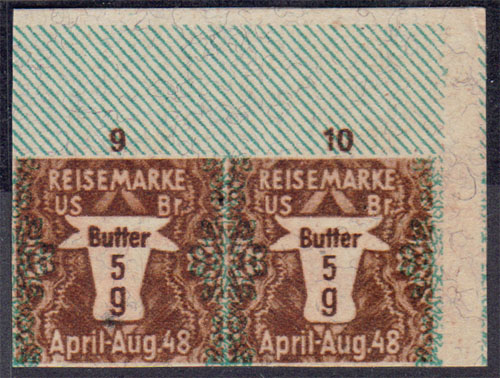 9 10
REISEMARKE REISEMARKE
US Br. US Br.
Butter Butter
5 5
g g
April-Aug.48 April-Aug.48